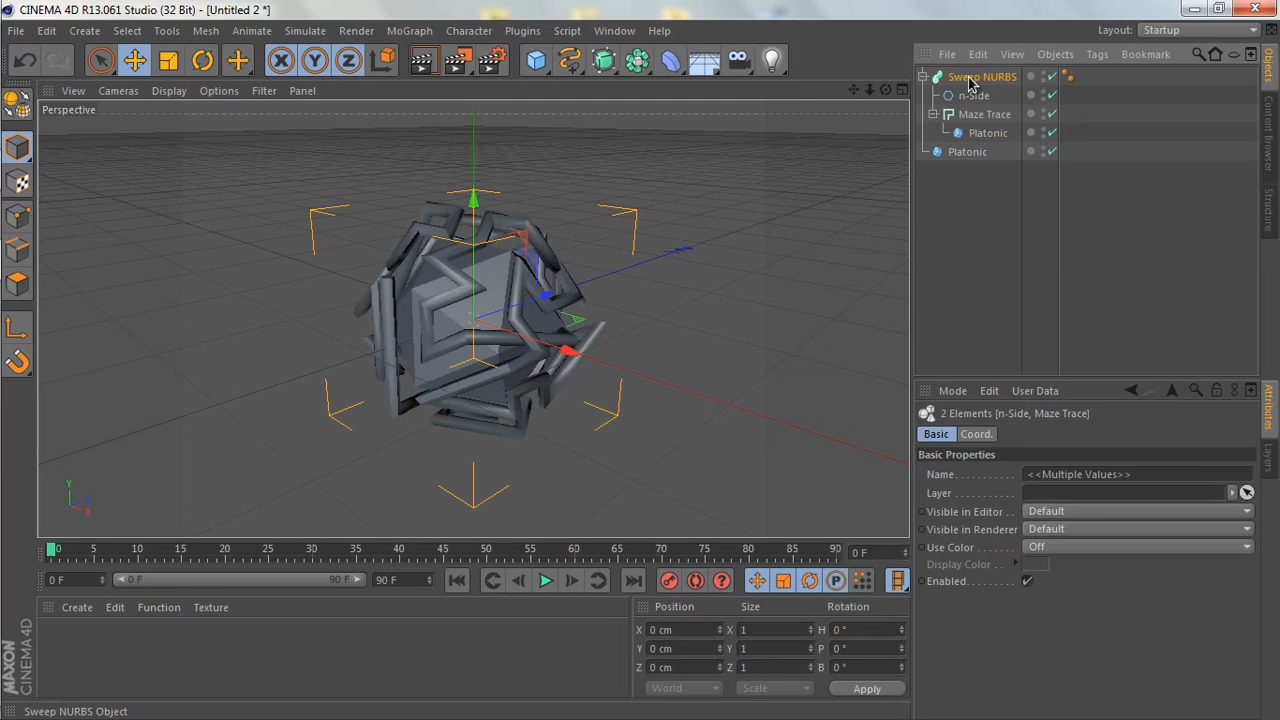 CINEMA 4D R13.061 Studio (32 Bit) - [Untitled 2 *]
File Edit Create Select Tools Mesh Animate Simulate Render MoGraph Character Plugins Script Window Help Layout: Startup
X Y Z
File Edit View Objects Tags Bookmark
Sweep NURBS
n-Side
Maze Trace
Platonic
Platonic
View Cameras Display Options Filter Panel
Perspective
Y
Z
X
Objects
Content Browser
Structure
Mode Edit User Data
2 Elements [n-Side, Maze Trace]
Basic Coord.
Basic Properties
Name <<Multiple Values>>
Layer
Visible in Editor Default
Visible in Renderer Default
Use Color Off
Display Color
Enabled
Attributes
Layers
0 5 10 15 20 25 30 35 40 45 50 55 60 65 70 75 80 85 90 0 F
0 F 0 F 90 F 90 F
P
Create Edit Function Texture
Position Size Rotation
X 0 cm X 1 H 0 °
Y 0 cm Y 1 P 0 °
Z 0 cm Z 1 B 0 °
World Scale Apply
MAXON CINEMA 4D
Sweep NURBS Object